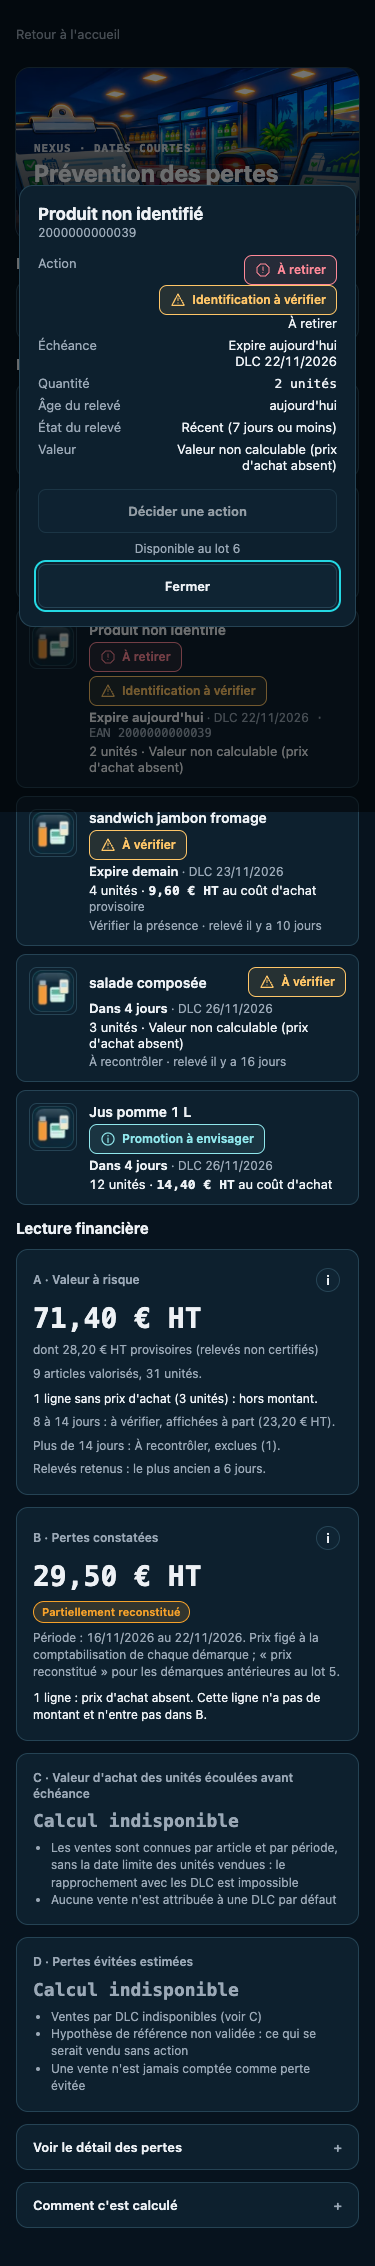 Retour à l'accueil
NEXUS · DATES COURTES
Prévention des pertes
Produit non identifié
2000000000039
Action
À retirer
Identification à vérifier
À retirer
Échéance
Expire aujourd'hui
DLC 22/11/2026
Quantité
2 unités
Âge du relevé
aujourd'hui
État du relevé
Récent (7 jours ou moins)
Valeur
Valeur non calculable (prix
d'achat absent)
Décider une action
Disponible au lot 6
Fermer
Produit non identifié
À retirer
Identification à vérifier
Expire aujourd'hui · DLC 22/11/2026 ·
EAN 2000000000039
2 unités · Valeur non calculable (prix
d'achat absent)
sandwich jambon fromage
À vérifier
Expire demain · DLC 23/11/2026
4 unités · 9,60 € HT au coût d'achat
provisoire
Vérifier la présence · relevé il y a 10 jours
salade composée
À vérifier
Dans 4 jours · DLC 26/11/2026
3 unités · Valeur non calculable (prix
d'achat absent)
À recontrôler · relevé il y a 16 jours
Jus pomme 1 L
Promotion à envisager
Dans 4 jours · DLC 26/11/2026
12 unités · 14,40 € HT au coût d'achat
Lecture financière
A · Valeur à risque
i
71,40 € HT
dont 28,20 € HT provisoires (relevés non certifiés)
9 articles valorisés, 31 unités.
1 ligne sans prix d'achat (3 unités) : hors montant.
8 à 14 jours : à vérifier, affichées à part (23,20 € HT).
Plus de 14 jours : À recontrôler, exclues (1).
Relevés retenus : le plus ancien a 6 jours.
B · Pertes constatées
i
29,50 € HT
Partiellement reconstitué
Période : 16/11/2026 au 22/11/2026. Prix figé à la
comptabilisation de chaque démarque ; « prix
reconstitué » pour les démarques antérieures au lot 5.
1 ligne : prix d'achat absent. Cette ligne n'a pas de
montant et n'entre pas dans B.
C · Valeur d'achat des unités écoulées avant
échéance
Calcul indisponible
• Les ventes sont connues par article et par période,
sans la date limite des unités vendues : le
rapprochement avec les DLC est impossible
• Aucune vente n'est attribuée à une DLC par défaut
D · Pertes évitées estimées
Calcul indisponible
• Ventes par DLC indisponibles (voir C)
• Hypothèse de référence non validée : ce qui se
serait vendu sans action
• Une vente n'est jamais comptée comme perte
évitée
Voir le détail des pertes
+
Comment c'est calculé
+